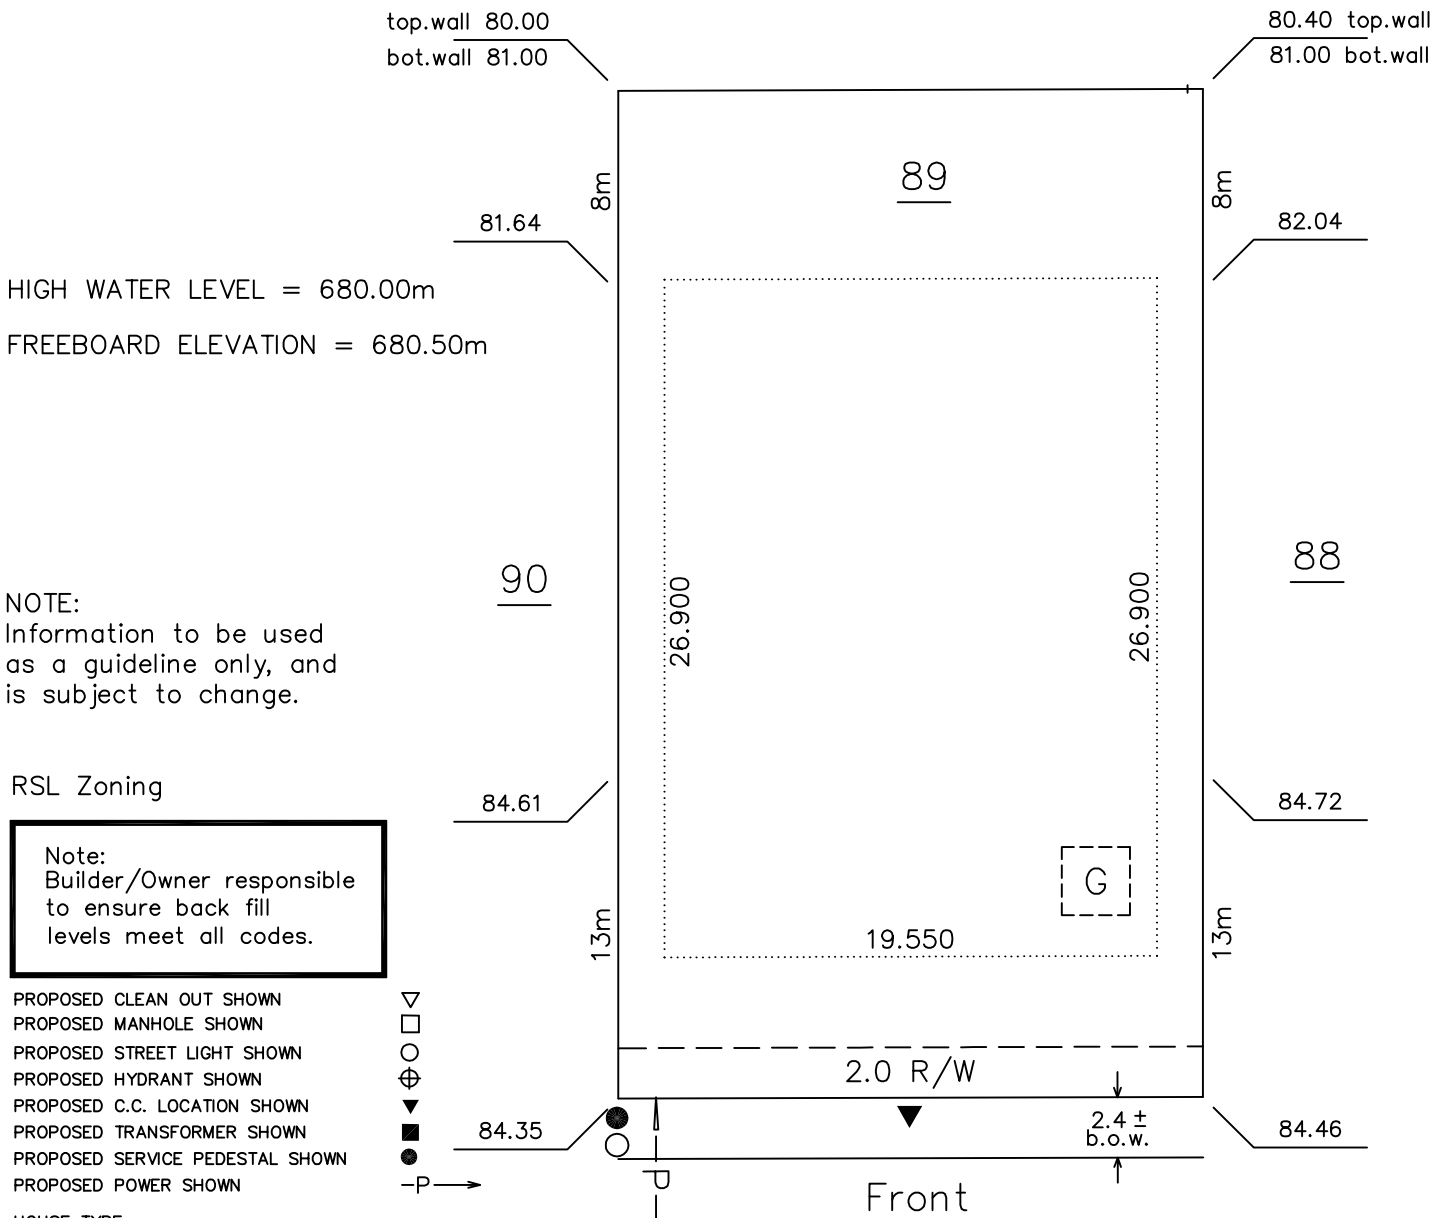 top.wall 80.00
bot.wall 81.00
80.40 top.wall
81.00 bot.wall
89
8m
8m
81.64
82.04
HIGH WATER LEVEL = 680.00m
FREEBOARD ELEVATION = 680.50m
90
88
26.900
26.900
NOTE:
Information to be used
as a guideline only, and
is subject to change.
RSL Zoning
84.61
84.72
Note:
Builder/Owner responsible
to ensure back fill
levels meet all codes.
G
13m
13m
19.550
PROPOSED CLEAN OUT SHOWN
PROPOSED MANHOLE SHOWN
PROPOSED STREET LIGHT SHOWN
PROPOSED HYDRANT SHOWN
PROPOSED C.C. LOCATION SHOWN
PROPOSED TRANSFORMER SHOWN
PROPOSED SERVICE PEDESTAL SHOWN
PROPOSED POWER SHOWN
P
2.0 R/W
2.4 ±
b.o.w.
84.35
84.46
P
Front
HOUSE TYPE